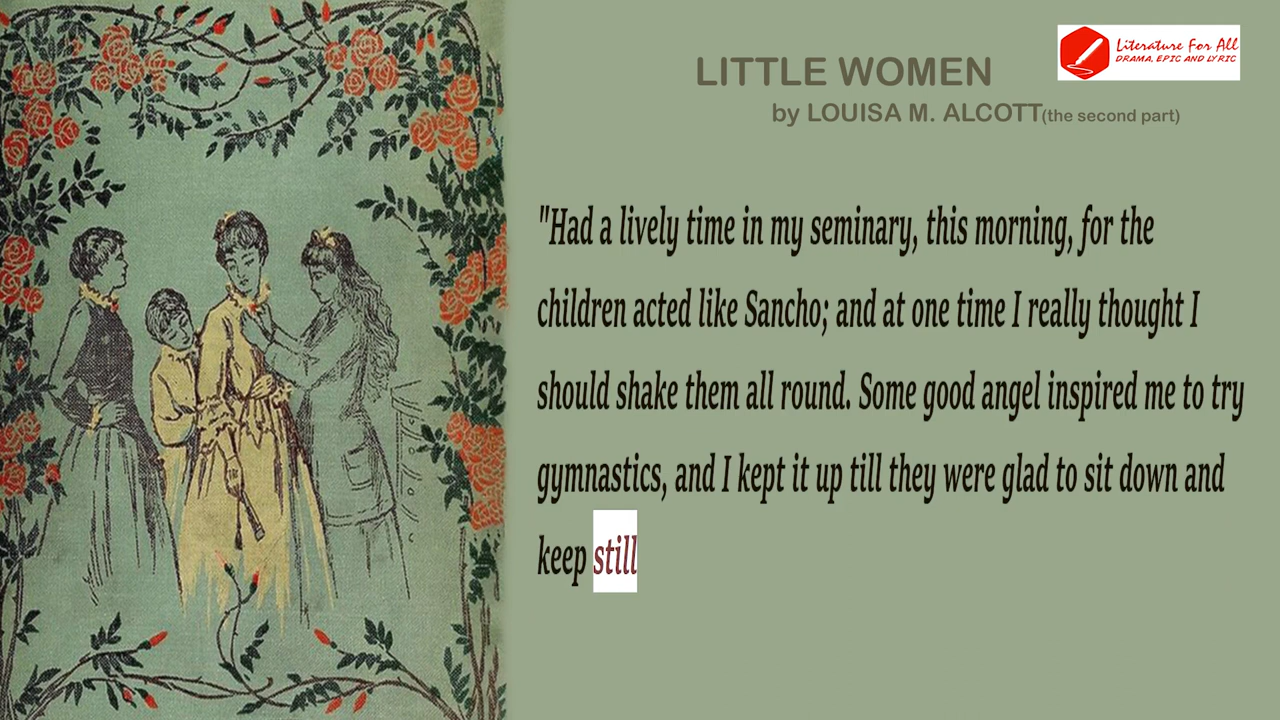 LITTLE WOMEN
by LOUISA M. ALCOTT(the second part)
Literature For All
DRAMA, EPIC AND LYRIC
"Had a lively time in my seminary, this morning, for the
children acted like Sancho; and at one time I really thought I
should shake them all round. Some good angel inspired me to try
gymnastics, and I kept it up till they were glad to sit down and
keep still